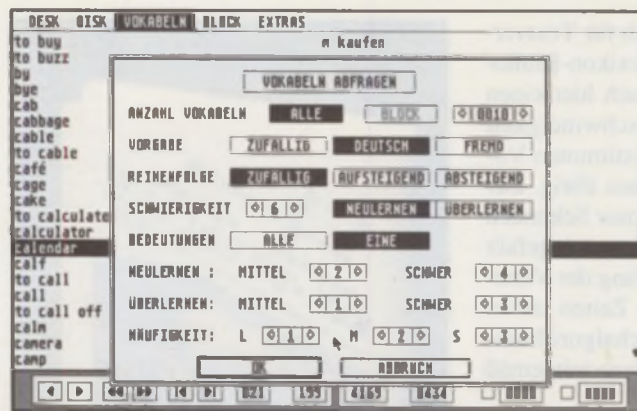 DESK DISK VOKABELN BLOCK EXTRAS
to buy
to buzz
by
bye
cab
cabbage
cable
to cable
café
cage
cake
to calculate
calculator
calendar
calf
to call
call
to call off
calm
camera
camp
kaufen
VOKABELN ABFRAGEN
ANZAHL VOKABELN ALLE BLOCK 0010
VORGABE ZUFÄLLIG DEUTSCH FREMD
REIHENFOLGE ZUFÄLLIG AUFSTEIGEND ABSTEIGEND
SCHWIERIGKEIT 6 NEULERNEN ÜBERLERNEN
BEDEUTUNGEN ALLE EINE
NEULERNEN : MITTEL 2 SCHWER 4
ÜBERLERNEN: MITTEL 1 SCHWER 3
HÄUFIGKEIT: L 1 M 2 S 3
OK ABBRUCH
821 195 4169 8434